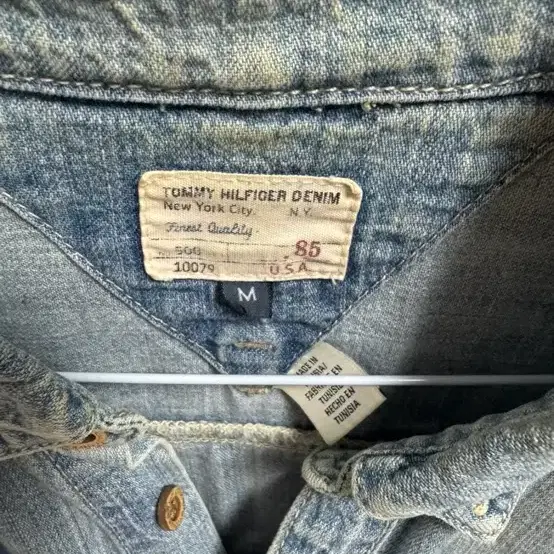 TOMMY HILFIGER DENIM
New York City. N.Y.
Finest Quality
500 .85
10079 U.S.A
M
MADE IN
TUNISIA/
FABRIQUE EN
TUNISIE/
HECHO EN
TUNISIA